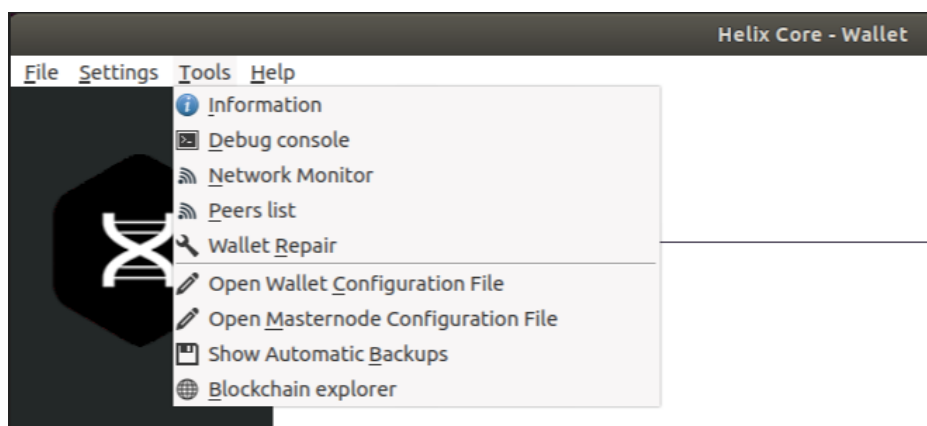 Helix Core - Wallet
File Settings Tools Help
Information
Debug console
Network Monitor
Peers list
Wallet Repair
Open Wallet Configuration File
Open Masternode Configuration File
Show Automatic Backups
Blockchain explorer